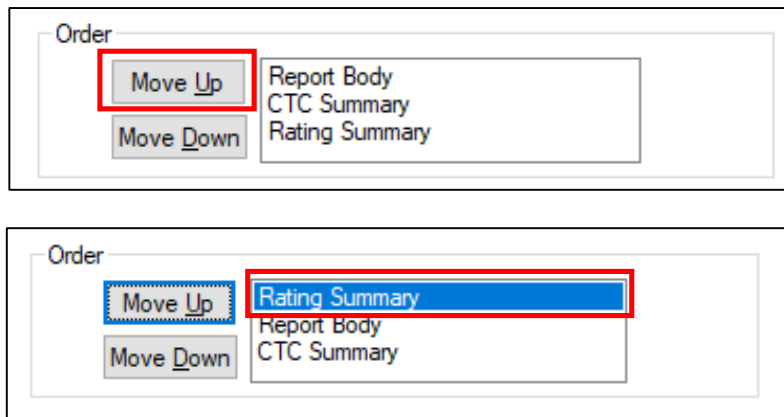 Order
Move Up
Report Body
CTC Summary
Move Down
Rating Summary
Order
Move Up
Rating Summary
Report Body
Move Down
CTC Summary